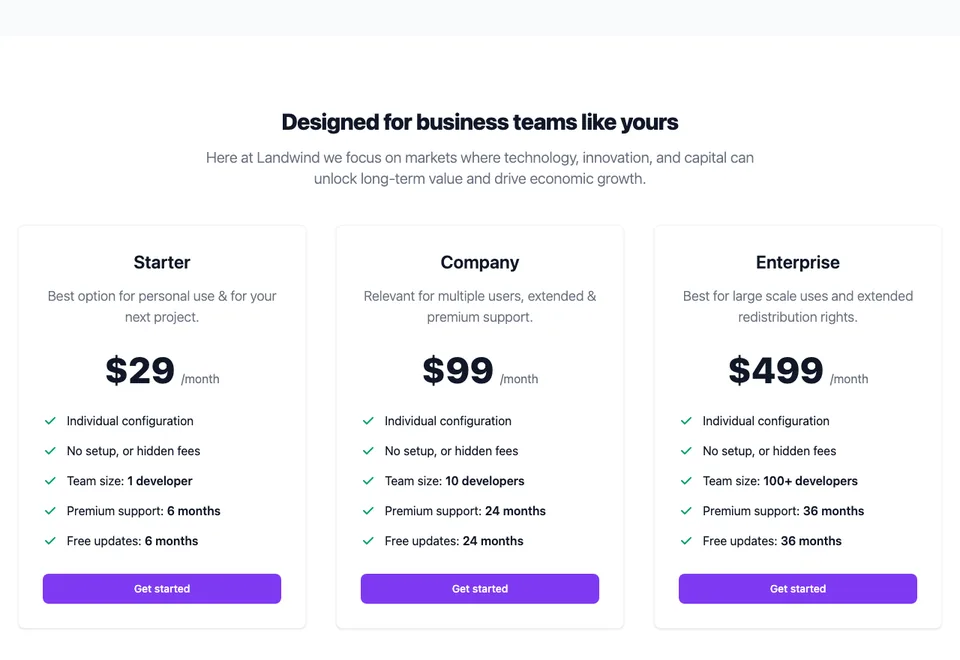 Designed for business teams like yours
Here at Landwind we focus on markets where technology, innovation, and capital can
unlock long-term value and drive economic growth.
Starter
Best option for personal use & for your
next project.
$29 /month
Individual configuration
No setup, or hidden fees
Team size: 1 developer
Premium support: 6 months
Free updates: 6 months
Get started
Company
Relevant for multiple users, extended &
premium support.
$99 /month
Individual configuration
No setup, or hidden fees
Team size: 10 developers
Premium support: 24 months
Free updates: 24 months
Get started
Enterprise
Best for large scale uses and extended
redistribution rights.
$499 /month
Individual configuration
No setup, or hidden fees
Team size: 100+ developers
Premium support: 36 months
Free updates: 36 months
Get started